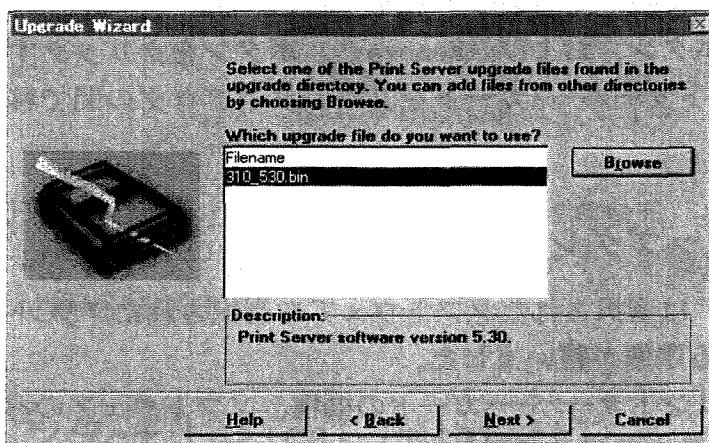 Upgrade Wizard
Select one of the Print Server upgrade files found in the
upgrade directory. You can add files from other directories
by choosing Browse.
Which upgrade file do you want to use?
Filename
310_530.bin
Browse
Description:
Print Server software version 5.30.
Help
< Back
Next >
Cancel